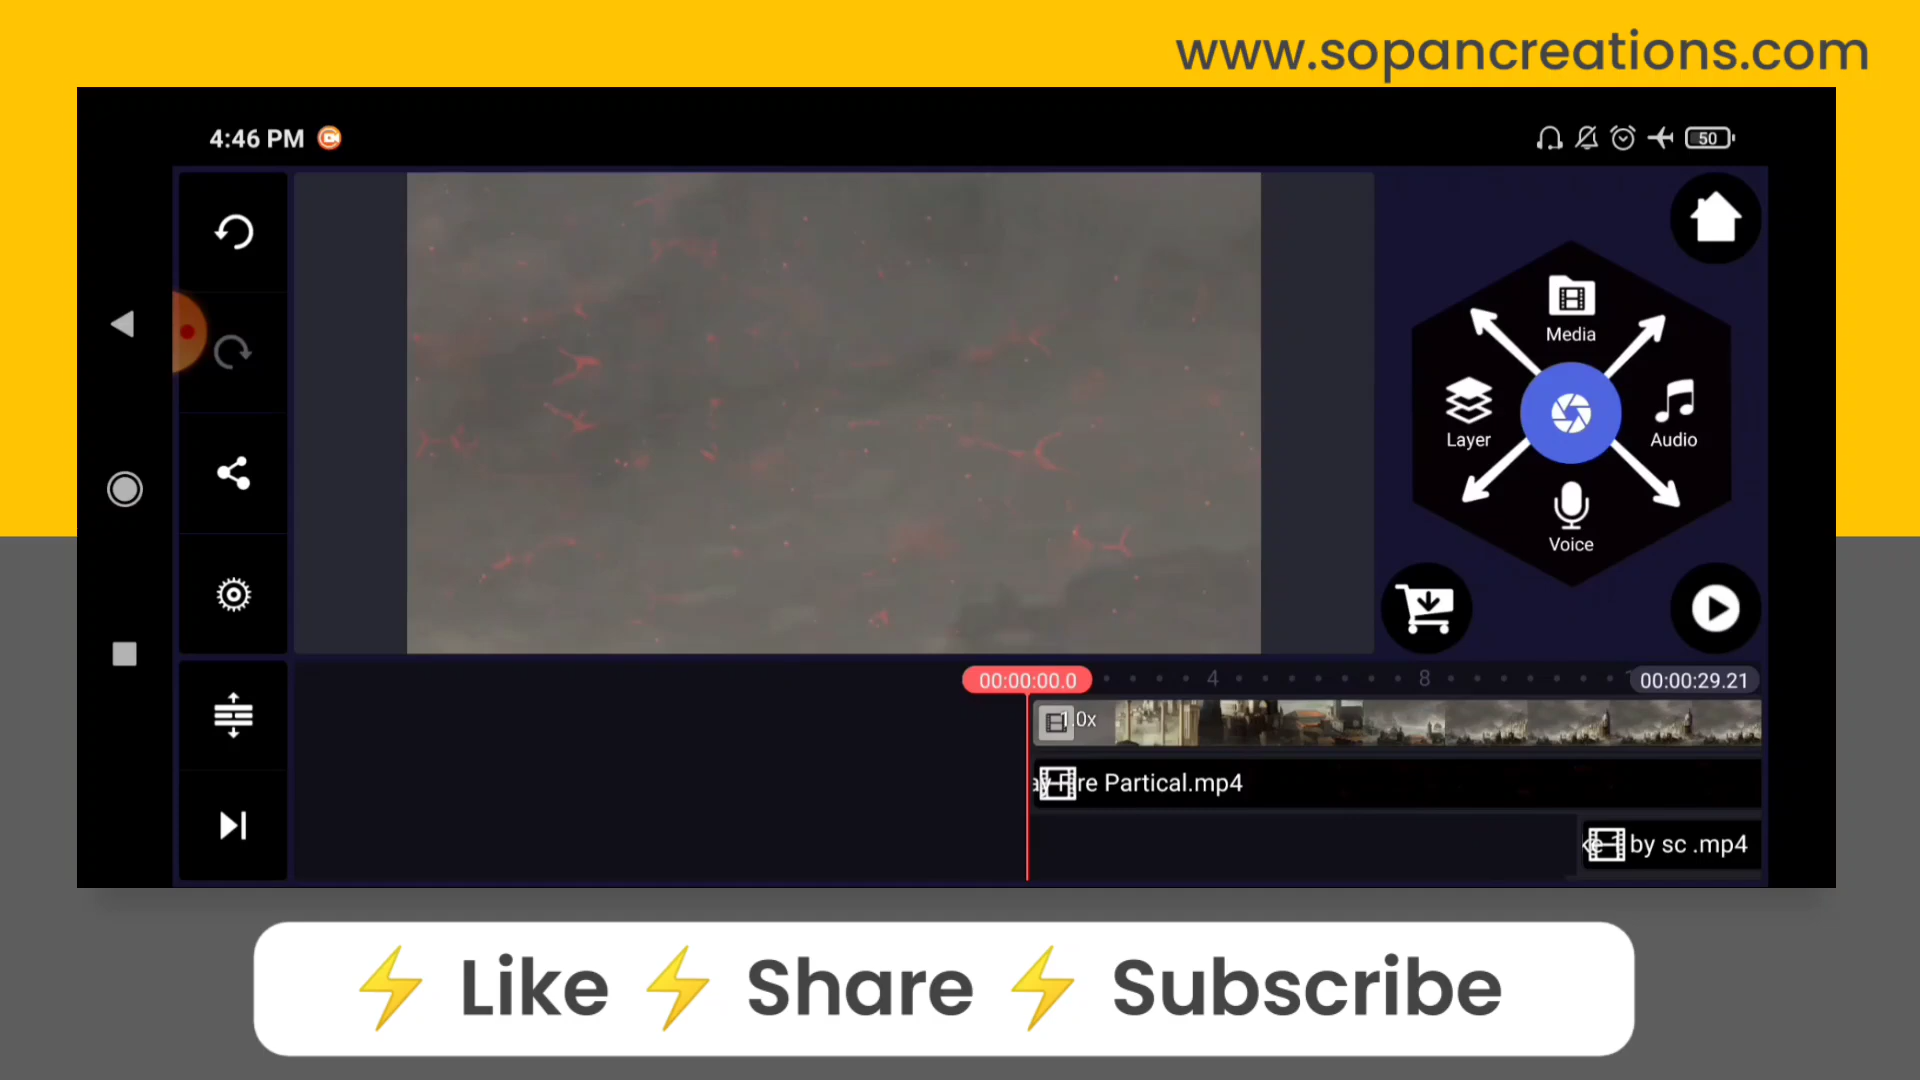 www.sopancreations.com
4:46 PM
50
Media
Layer
Audio
Voice
00:00:00.0
4
8
00:00:29.21
1.0x
re Partical.mp4
by sc .mp4
⚡ Like ⚡ Share ⚡ Subscribe